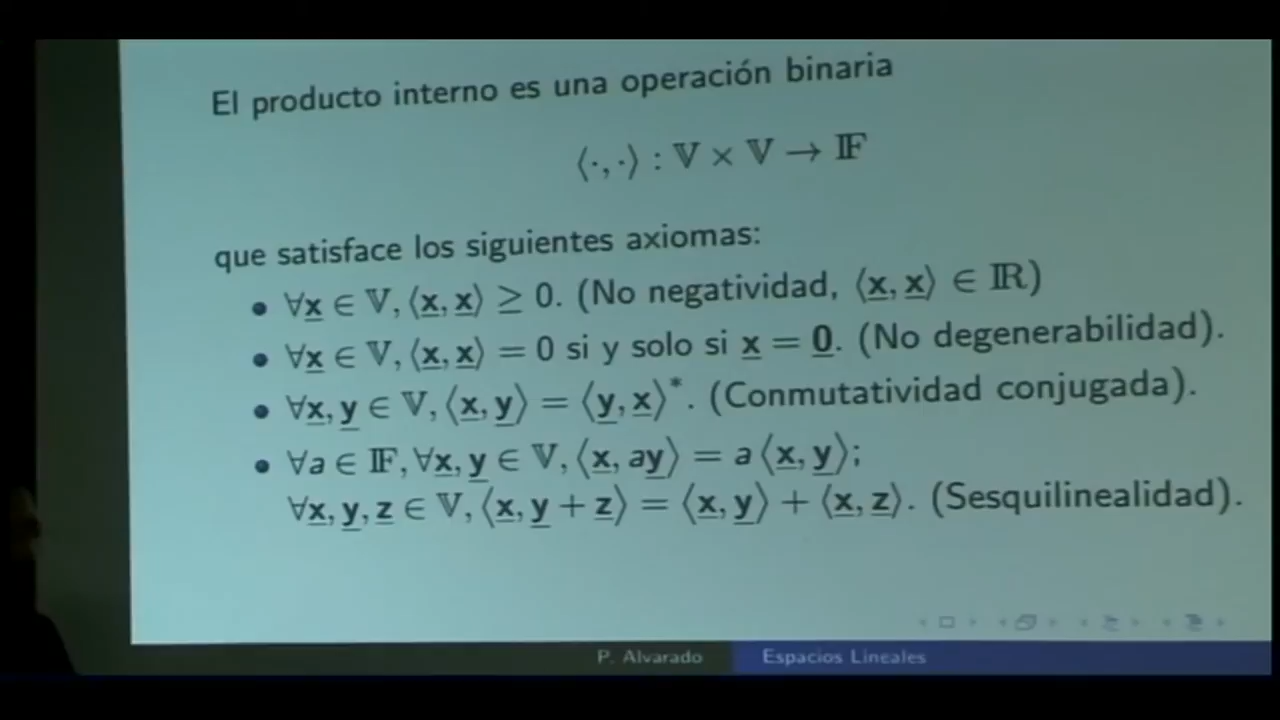 El producto interno es una operación binaria
⟨·, ·⟩ : 𝕍 × 𝕍 → 𝔽
que satisface los siguientes axiomas:
• ∀x̲ ∈ 𝕍, ⟨x̲, x̲⟩ ≥ 0. (No negatividad, ⟨x̲, x̲⟩ ∈ ℝ)
• ∀x̲ ∈ 𝕍, ⟨x̲, x̲⟩ = 0 si y solo si x̲ = 0̲. (No degenerabilidad).
• ∀x̲, y̲ ∈ 𝕍, ⟨x̲, y̲⟩ = ⟨y̲, x̲⟩*. (Conmutatividad conjugada).
• ∀a ∈ 𝔽, ∀x̲, y̲ ∈ 𝕍, ⟨x̲, ay̲⟩ = a ⟨x̲, y̲⟩;
∀x̲, y̲, z̲ ∈ 𝕍, ⟨x̲, y̲ + z̲⟩ = ⟨x̲, y̲⟩ + ⟨x̲, z̲⟩. (Sesquilinealidad).
P. Alvarado Espacios Lineales